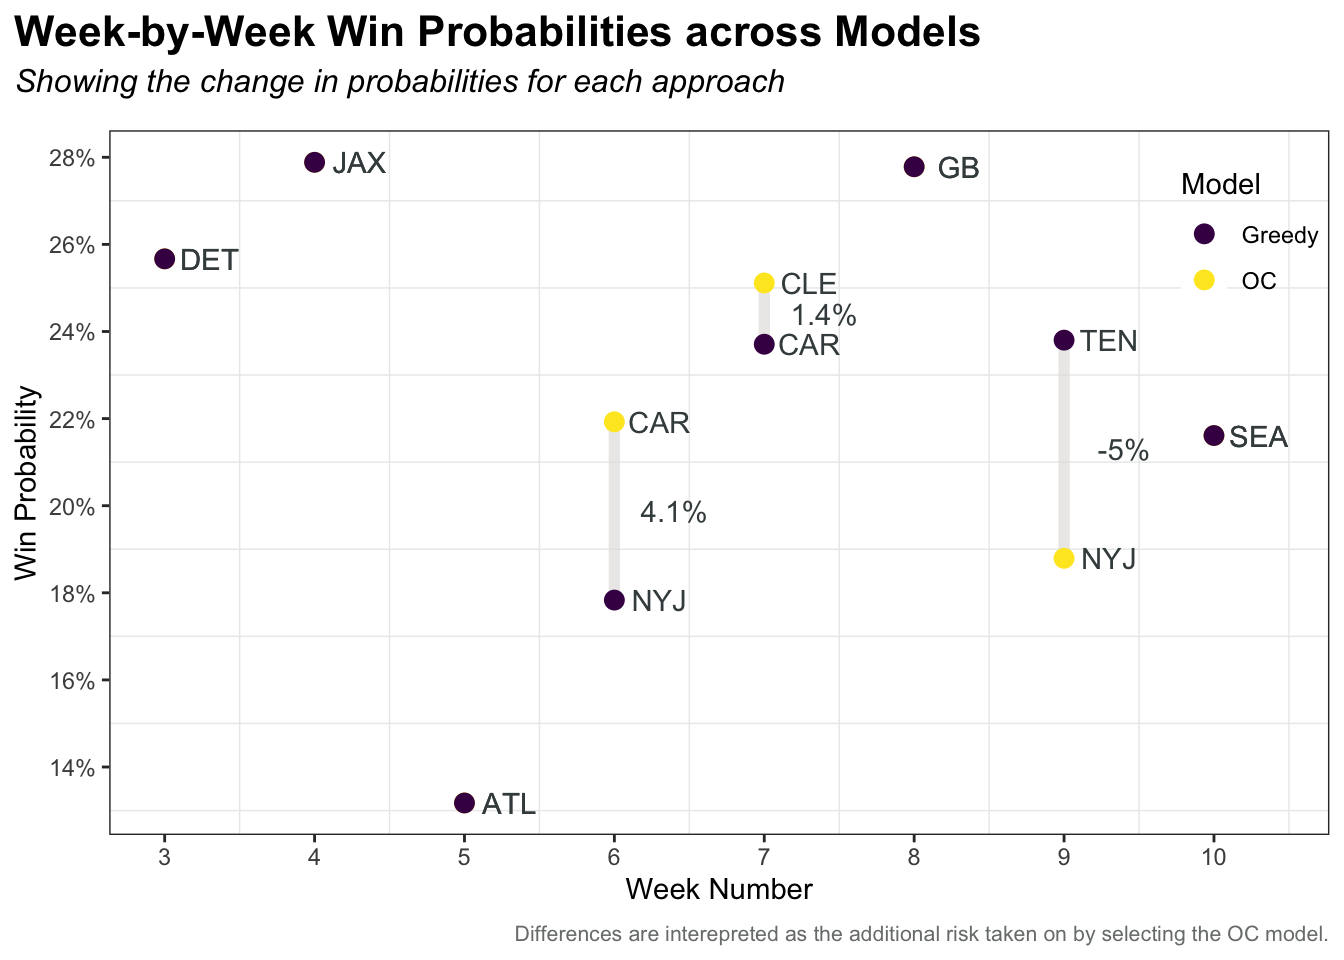 Week-by-Week Win Probabilities across Models
Showing the change in probabilities for each approach
Win Probability
28%
26%
24%
22%
20%
18%
16%
14%
JAX
GB
DET
CLE
1.4%
CAR
TEN
CAR
-5%
SEA
4.1%
NYJ
NYJ
ATL
Model
Greedy
OC
3 4 5 6 7 8 9 10
Week Number
Differences are interepreted as the additional risk taken on by selecting the OC model.